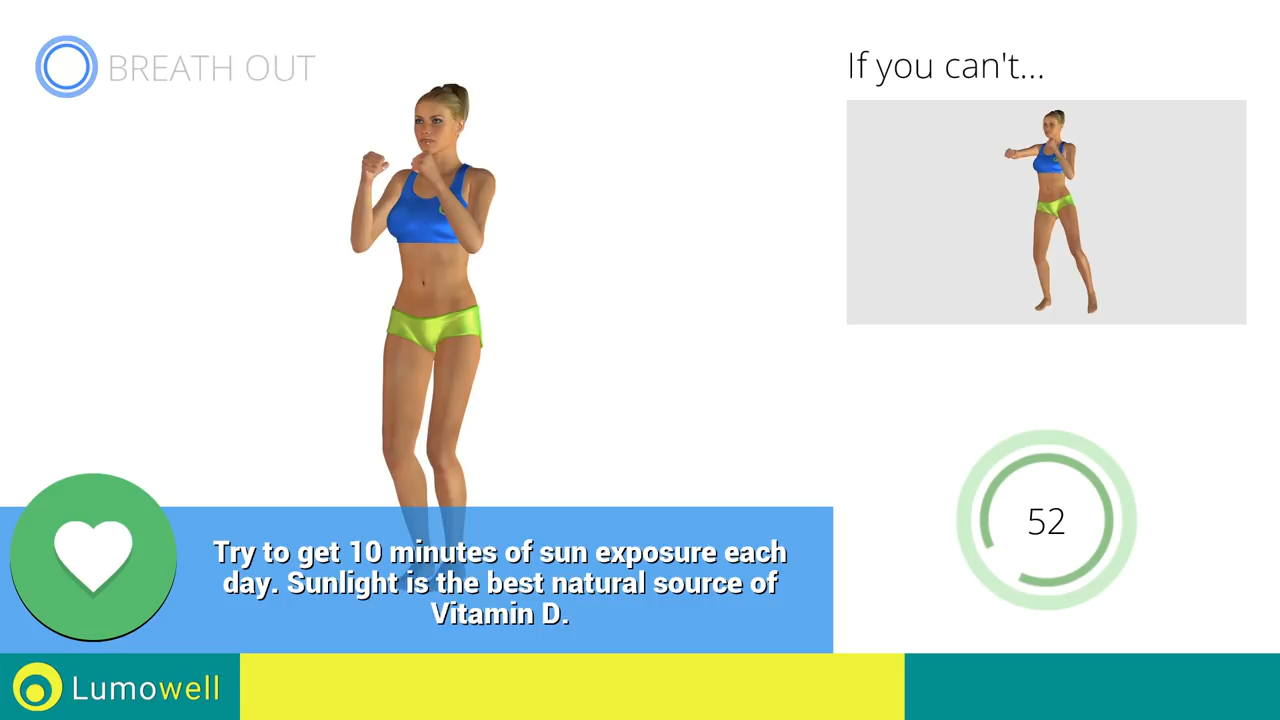 BREATH OUT
If you can't...
52
Try to get 10 minutes of sun exposure each
day. Sunlight is the best natural source of
Vitamin D.
Lumowell